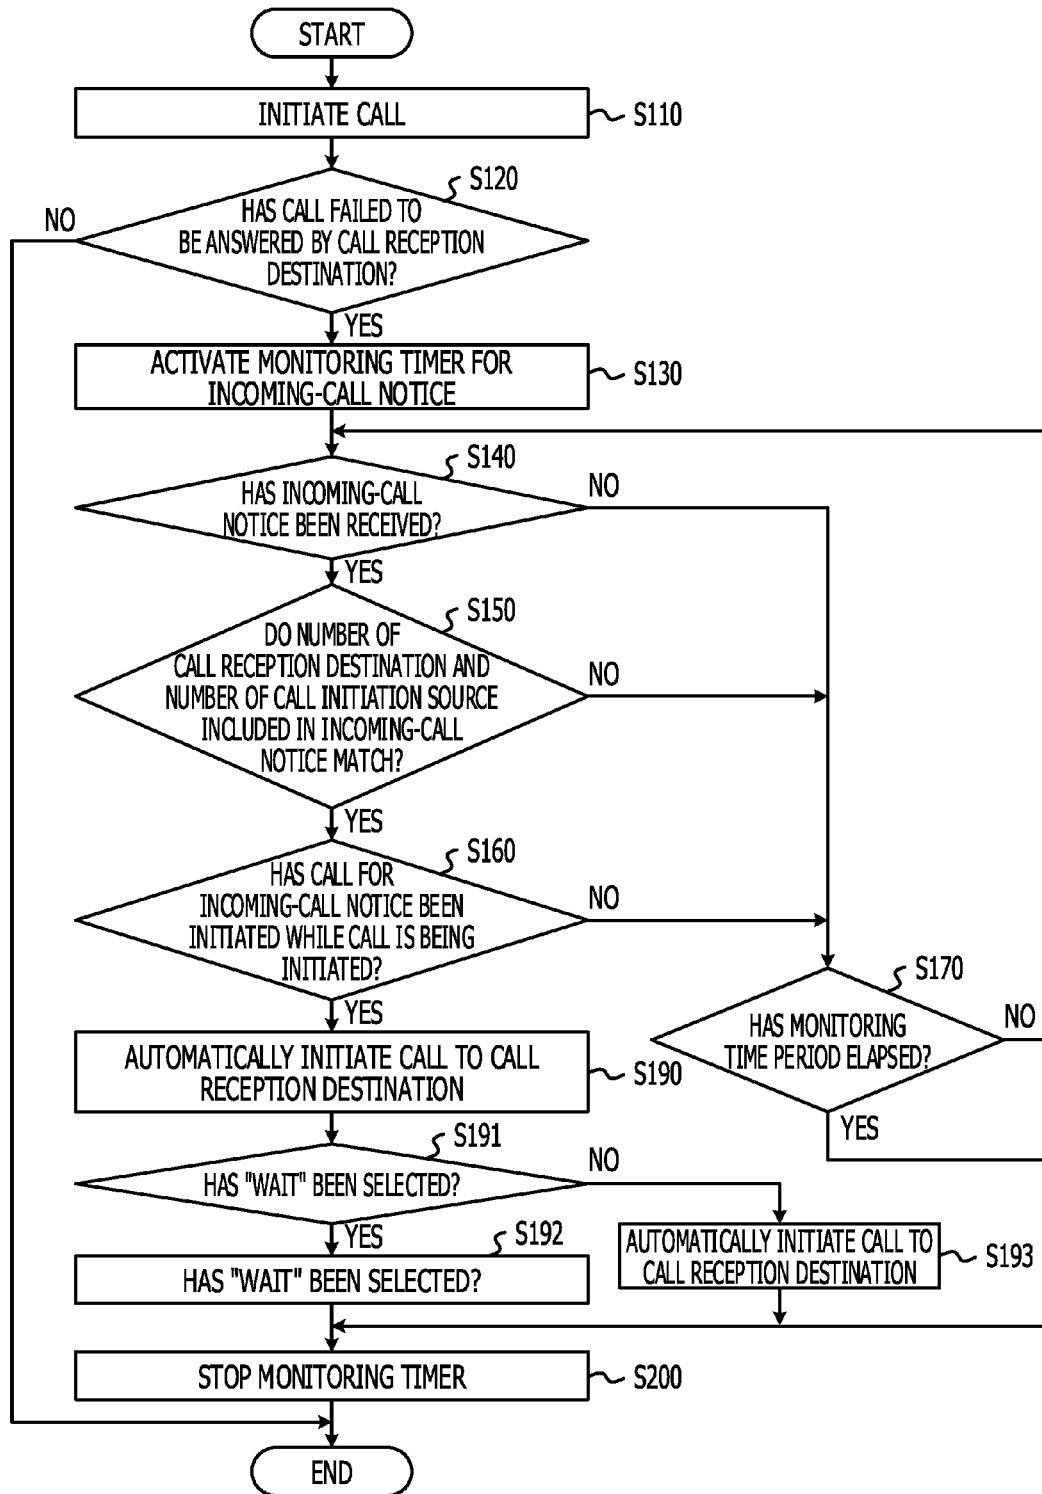 START
INITIATE CALL
S110
S120
HAS CALL FAILED TO
BE ANSWERED BY CALL RECEPTION
DESTINATION?
NO
YES
ACTIVATE MONITORING TIMER FOR
INCOMING-CALL NOTICE
S130
S140
HAS INCOMING-CALL
NOTICE BEEN RECEIVED?
NO
YES
S150
DO NUMBER OF
CALL RECEPTION DESTINATION AND
NUMBER OF CALL INITIATION SOURCE
INCLUDED IN INCOMING-CALL
NOTICE MATCH?
NO
YES
S160
HAS CALL FOR
INCOMING-CALL NOTICE BEEN
INITIATED WHILE CALL IS BEING
INITIATED?
NO
YES
S170
HAS MONITORING
TIME PERIOD ELAPSED?
NO
YES
AUTOMATICALLY INITIATE CALL TO CALL
RECEPTION DESTINATION
S190
S191
HAS "WAIT" BEEN SELECTED?
NO
YES
S192
HAS "WAIT" BEEN SELECTED?
AUTOMATICALLY INITIATE CALL TO
CALL RECEPTION DESTINATION
S193
STOP MONITORING TIMER
S200
END